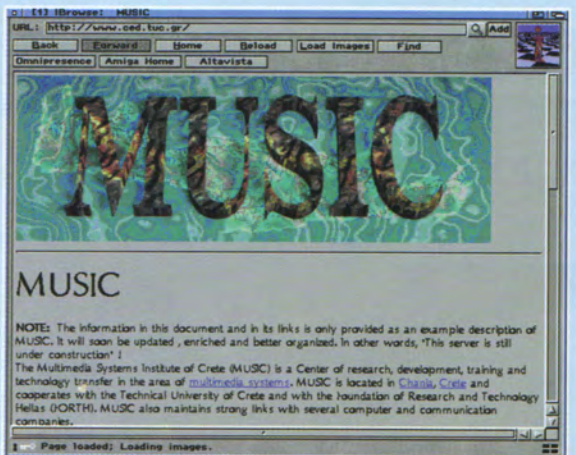 [1] IBrowse: MUSIC
URL: http://www.ced.tuc.gr/ Add
Back Forward Home Reload Load Images Find
Omnipresence Amiga Home Altavista
MUSIC
MUSIC
NOTE: The information in this document and in its links is only provided as an example description of
MUSIC. It will soon be updated , enriched and better organized. In other words, "This server is still
under construction" !
The Multimedia Systems Institute of Crete (MUSIC) is a Center of research, development, training and
technology transfer in the area of multimedia systems. MUSIC is located in Chania, Crete and
cooperates with the Technical University of Crete and with the Foundation of Research and Technology
Hellas (FORTH). MUSIC also maintains strong links with several computer and communication
companies.
Page loaded; Loading images.